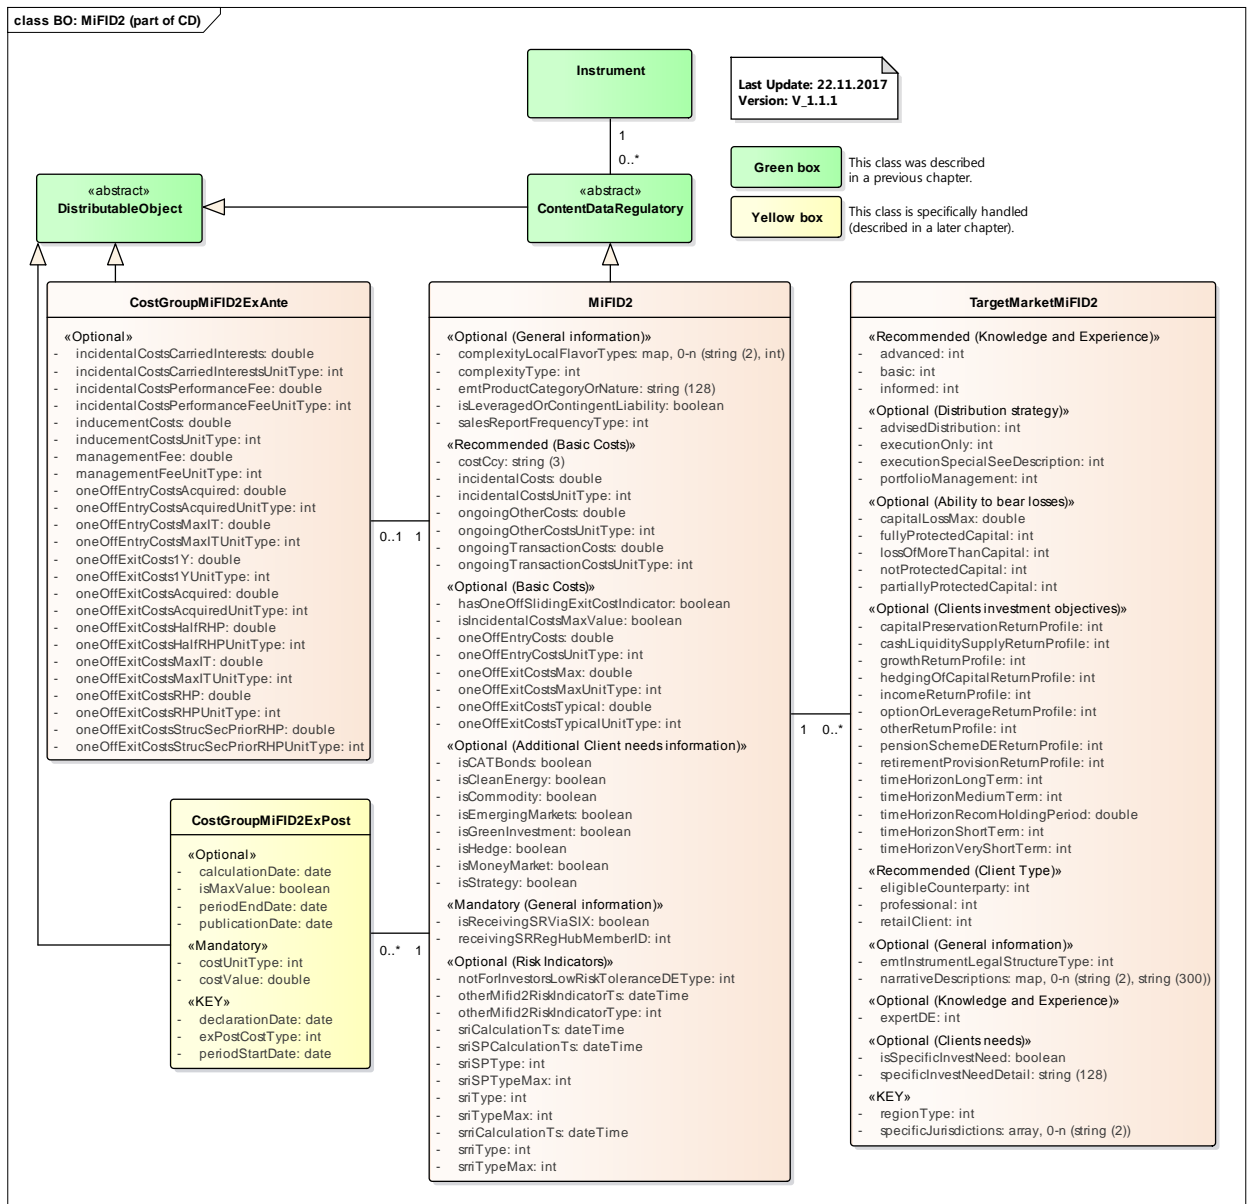 class BO: MiFID2 (part of CD)
Instrument
Last Update: 22.11.2017
Version: V_1.1.1
1
0..*
Green box
This class was described
in a previous chapter.
Yellow box
This class is specifically handled
(described in a later chapter).
«abstract»
DistributableObject
«abstract»
ContentDataRegulatory
CostGroupMiFID2ExAnte
«Optional»
- incidentalCostsCarriedInterests: double
- incidentalCostsCarriedInterestsUnitType: int
- incidentalCostsPerformanceFee: double
- incidentalCostsPerformanceFeeUnitType: int
- inducementCosts: double
- inducementCostsUnitType: int
- managementFee: double
- managementFeeUnitType: int
- oneOffEntryCostsAcquired: double
- oneOffEntryCostsAcquiredUnitType: int
- oneOffEntryCostsMaxIT: double
- oneOffEntryCostsMaxITUnitType: int
- oneOffExitCosts1Y: double
- oneOffExitCosts1YUnitType: int
- oneOffExitCostsAcquired: double
- oneOffExitCostsAcquiredUnitType: int
- oneOffExitCostsHalfRHP: double
- oneOffExitCostsHalfRHPUnitType: int
- oneOffExitCostsMaxIT: double
- oneOffExitCostsMaxITUnitType: int
- oneOffExitCostsRHP: double
- oneOffExitCostsRHPUnitType: int
- oneOffExitCostsStrucSecPriorRHP: double
- oneOffExitCostsStrucSecPriorRHPUnitType: int
0..1 1
CostGroupMiFID2ExPost
«Optional»
- calculationDate: date
- isMaxValue: boolean
- periodEndDate: date
- publicationDate: date
«Mandatory»
- costUnitType: int
- costValue: double
«KEY»
- declarationDate: date
- exPostCostType: int
- periodStartDate: date
0..* 1
MiFID2
«Optional (General information)»
- complexityLocalFlavorTypes: map, 0-n (string (2), int)
- complexityType: int
- emtProductCategoryOrNature: string (128)
- isLeveragedOrContingentLiability: boolean
- salesReportFrequencyType: int
«Recommended (Basic Costs)»
- costCcy: string (3)
- incidentalCosts: double
- incidentalCostsUnitType: int
- ongoingOtherCosts: double
- ongoingOtherCostsUnitType: int
- ongoingTransactionCosts: double
- ongoingTransactionCostsUnitType: int
«Optional (Basic Costs)»
- hasOneOffSlidingExitCostIndicator: boolean
- isIncidentalCostsMaxValue: boolean
- oneOffEntryCosts: double
- oneOffEntryCostsUnitType: int
- oneOffExitCostsMax: double
- oneOffExitCostsMaxUnitType: int
- oneOffExitCostsTypical: double
- oneOffExitCostsTypicalUnitType: int
«Optional (Additional Client needs information)»
- isCATBonds: boolean
- isCleanEnergy: boolean
- isCommodity: boolean
- isEmergingMarkets: boolean
- isGreenInvestment: boolean
- isHedge: boolean
- isMoneyMarket: boolean
- isStrategy: boolean
«Mandatory (General information)»
- isReceivingSRViaSIX: boolean
- receivingSRRegHubMemberID: int
«Optional (Risk Indicators)»
- notForInvestorsLowRiskToleranceDEType: int
- otherMifid2RiskIndicatorTs: dateTime
- otherMifid2RiskIndicatorType: int
- sriCalculationTs: dateTime
- sriSPCalculationTs: dateTime
- sriSPType: int
- sriSPTypeMax: int
- sriType: int
- sriTypeMax: int
- srriCalculationTs: dateTime
- srriType: int
- srriTypeMax: int
1 0..*
TargetMarketMiFID2
«Recommended (Knowledge and Experience)»
- advanced: int
- basic: int
- informed: int
«Optional (Distribution strategy)»
- advisedDistribution: int
- executionOnly: int
- executionSpecialSeeDescription: int
- portfolioManagement: int
«Optional (Ability to bear losses)»
- capitalLossMax: double
- fullyProtectedCapital: int
- lossOfMoreThanCapital: int
- notProtectedCapital: int
- partiallyProtectedCapital: int
«Optional (Clients investment objectives)»
- capitalPreservationReturnProfile: int
- cashLiquiditySupplyReturnProfile: int
- growthReturnProfile: int
- hedgingOfCapitalReturnProfile: int
- incomeReturnProfile: int
- optionOrLeverageReturnProfile: int
- otherReturnProfile: int
- pensionSchemeDEReturnProfile: int
- retirementProvisionReturnProfile: int
- timeHorizonLongTerm: int
- timeHorizonMediumTerm: int
- timeHorizonRecomHoldingPeriod: double
- timeHorizonShortTerm: int
- timeHorizonVeryShortTerm: int
«Recommended (Client Type)»
- eligibleCounterparty: int
- professional: int
- retailClient: int
«Optional (General information)»
- emtInstrumentLegalStructureType: int
- narrativeDescriptions: map, 0-n (string (2), string (300))
«Optional (Knowledge and Experience)»
- expertDE: int
«Optional (Clients needs)»
- isSpecificInvestNeed: boolean
- specificInvestNeedDetail: string (128)
«KEY»
- regionType: int
- specificJurisdictions: array, 0-n (string (2))